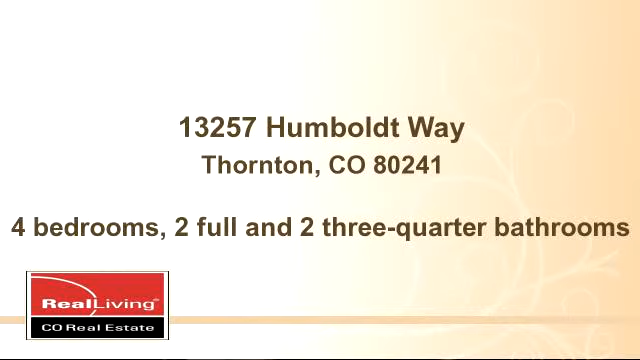 13257 Humboldt Way
Thornton, CO 80241
4 bedrooms, 2 full and 2 three-quarter bathrooms
RealLiving
CO Real Estate